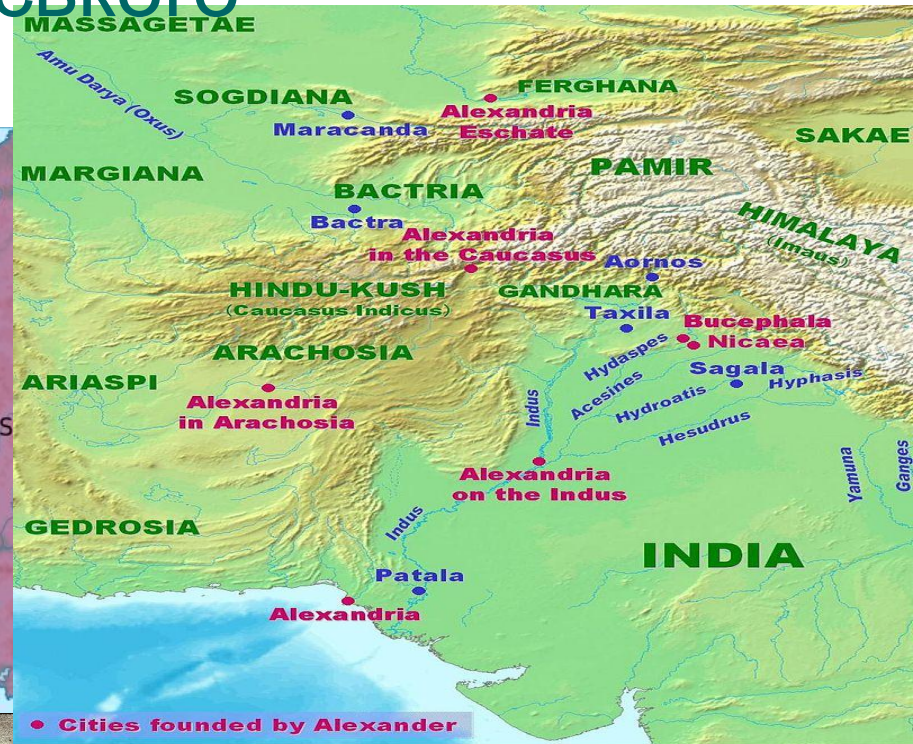 СЬКОГО
MASSAGETAE
Amu Darya (Oxus)
SOGDIANA
FERGHANA
Alexandria
Eschate
Maracanda
SAKAE
PAMIR
MARGIANA
BACTRIA
Bactra
HIMALAYA
(Imaus)
Alexandria
in the Caucasus
Aornos
HINDU-KUSH
(Caucasus Indicus)
GANDHARA
Taxila
Bucephala
Nicaea
Hydaspes
ARACHOSIA
Sagala
Hyphasis
ARIASPI
Acesines
Alexandria
in Arachosia
Indus
Hydroatis
Hesudrus
s
Alexandria
on the Indus
Yamuna
Ganges
GEDROSIA
Indus
INDIA
Patala
Alexandria
Cities founded by Alexander